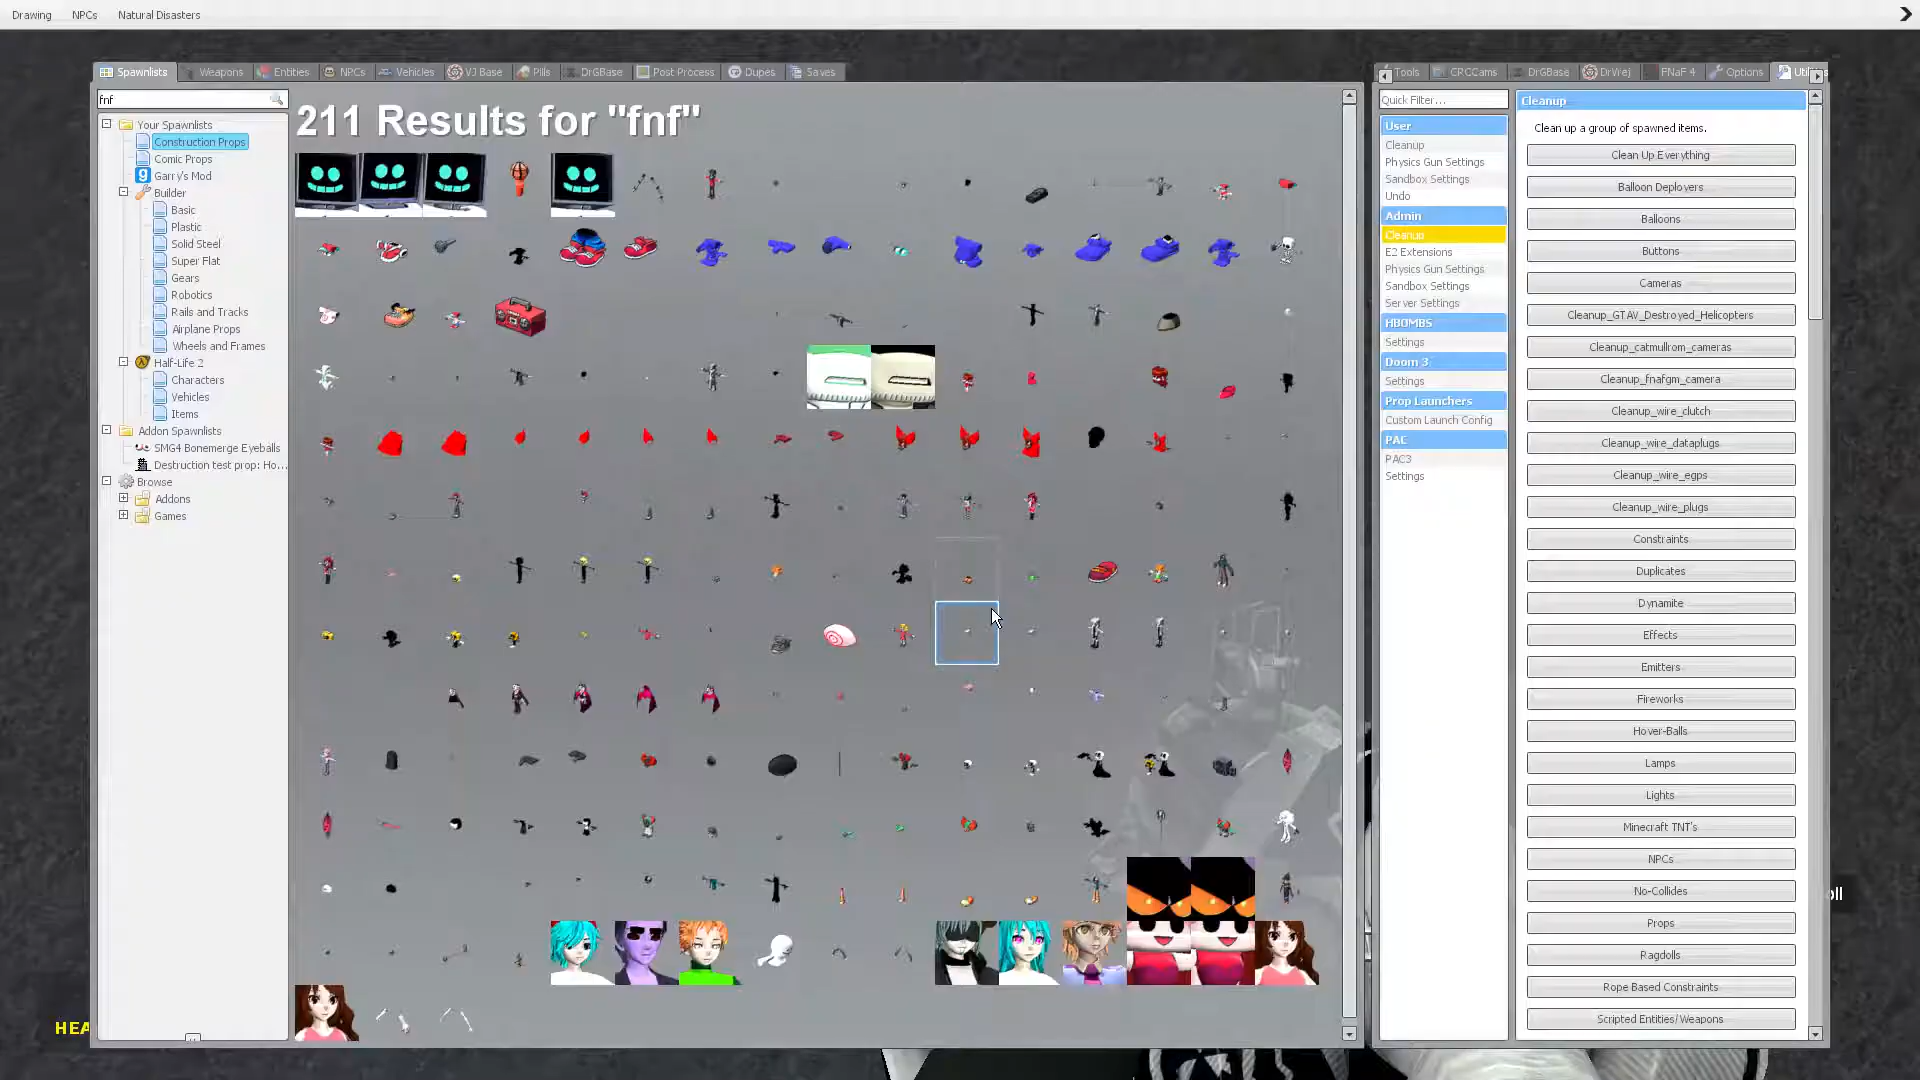 Drawing NPCs Natural Disasters
Spawnlists Weapons Entities NPCs Vehicles VJ Base Pills DrGBase Post Process Dupes Saves
Tools CRCCams DrGBase DrVrej FNaF 4 Options
fnf
211 Results for "fnf"
Your Spawnlists
Construction Props
Comic Props
Garry's Mod
Builder
Basic
Plastic
Solid Steel
Super Flat
Gears
Robotics
Rails and Tracks
Airplane Props
Wheels and Frames
Half-Life 2
Characters
Vehicles
Items
Addon Spawnlists
SMG4 Bonemerge Eyeballs
Destruction test prop: Ho...
Browse
Addons
Games
HEA
Quick Filter...
User
Cleanup
Physics Gun Settings
Sandbox Settings
Undo
Admin
Cleanup
E2 Extensions
Physics Gun Settings
Sandbox Settings
Server Settings
HBOMBS
Settings
Doom 3
Settings
Prop Launchers
Custom Launch Config
PAC
PAC3
Settings
Cleanup
Clean up a group of spawned items.
Clean Up Everything
Balloon Deployers
Balloons
Buttons
Cameras
Cleanup_GTAV_Destroyed_Helicopters
Cleanup_catmullrom_cameras
Cleanup_fnafgm_camera
Cleanup_wire_clutch
Cleanup_wire_dataplugs
Cleanup_wire_egps
Cleanup_wire_plugs
Constraints
Duplicates
Dynamite
Effects
Emitters
Fireworks
Hover-Balls
Lamps
Lights
Minecraft TNT's
NPCs
No-Collides
Props
Ragdolls
Rope Based Constraints
Scripted Entities/Weapons